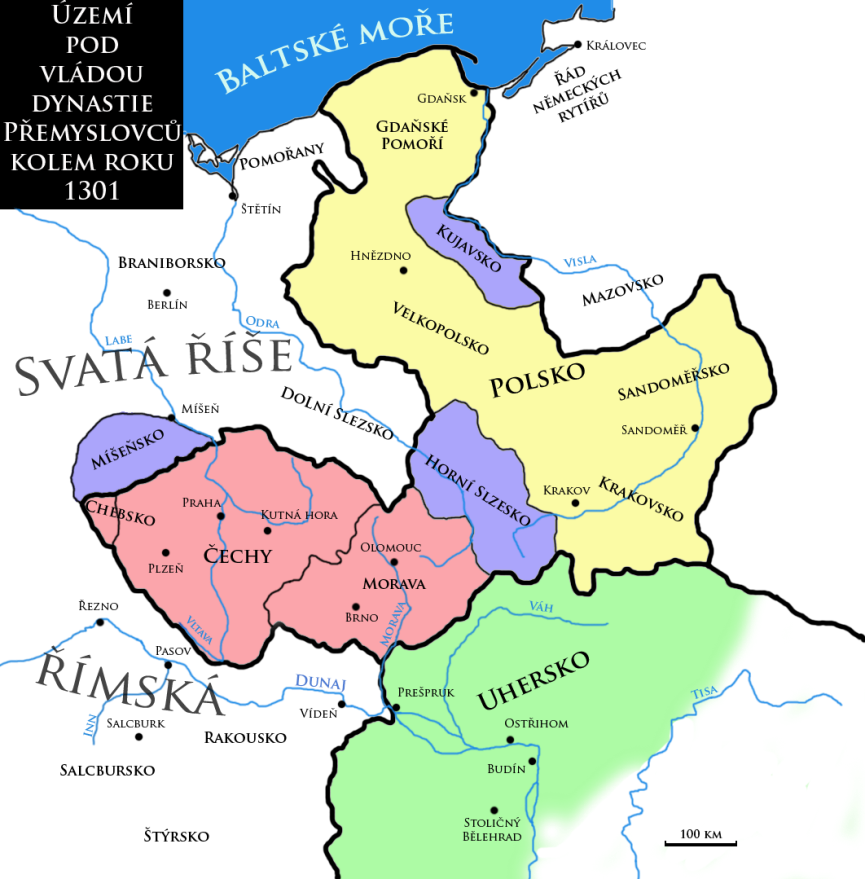 Území
pod
vládou
dynastie
Přemyslovců
kolem roku
1301
Baltské moře
Královec
Řád
německých
rytířů
Gdaňsk
Gdaňské
Pomoří
Pomořany
Štětín
Kujavsko
Hnězdno
Visla
Braniborsko
Mazovsko
Berlín
Odra
Velkopolsko
Labe
Svatá říše
Polsko
Sandoměřsko
Dolní Slezsko
Míšeň
Sandoměř
Míšeňsko
Horní Slzesko
Krakov
Krakovsko
Chebsko
Praha
Kutná Hora
Čechy
Olomouc
Plzeň
Morava
Brno
Řezno
Váh
Vltava
Morava
Pasov
Římská
Uhersko
Dunaj
Prešpruk
Tisa
Vídeň
Inn
Salcburk
Rakousko
Ostřihom
Salcbursko
Budín
Stoličný
Bělehrad
Štýrsko
100 km